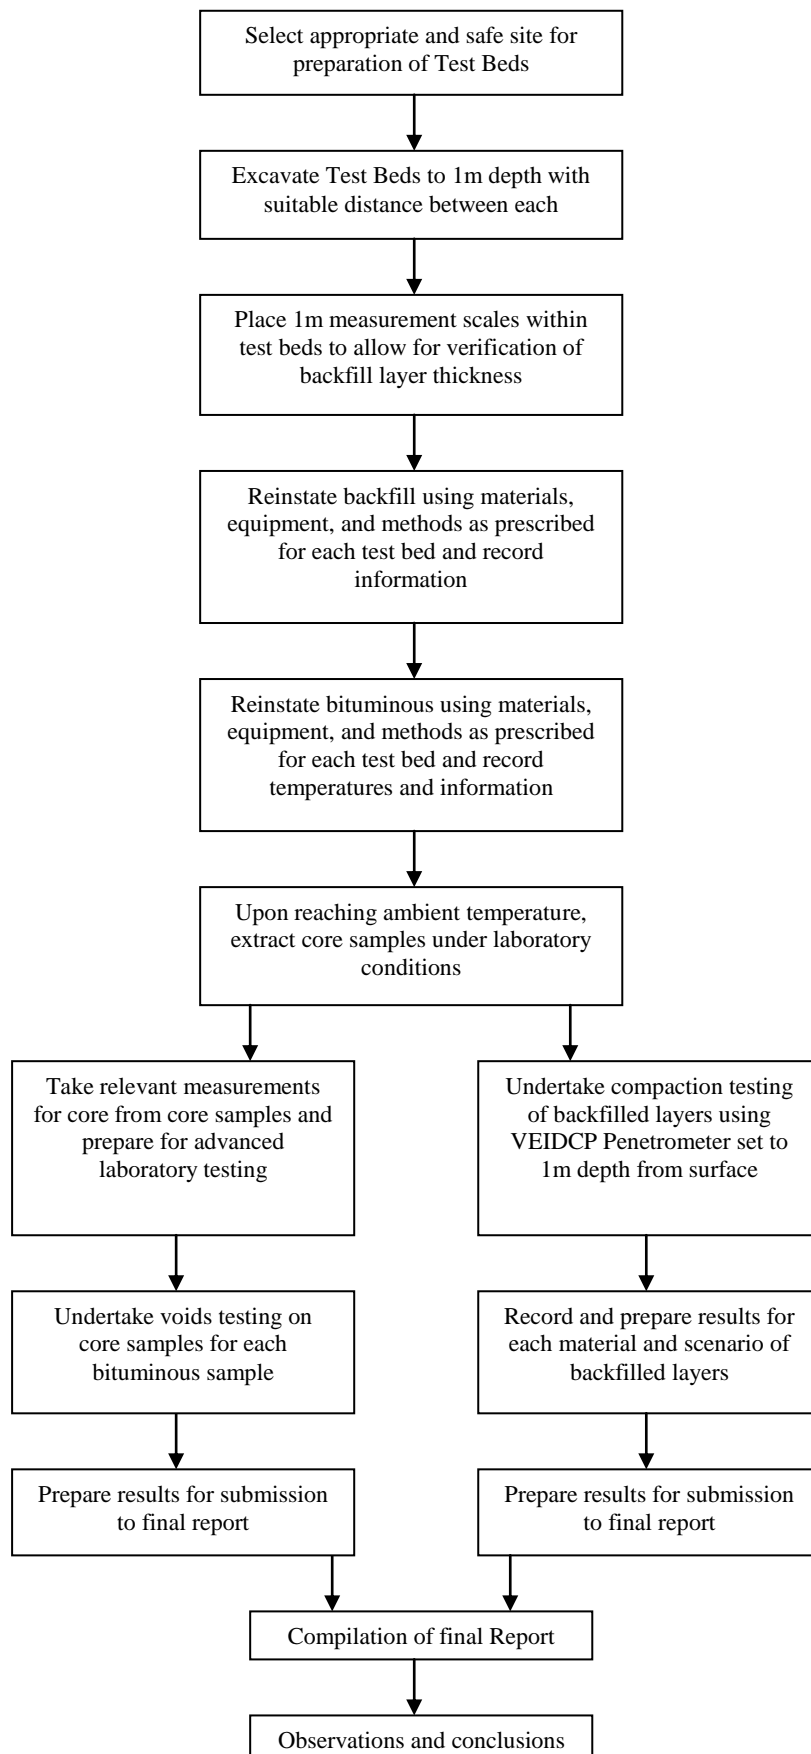 Select appropriate and safe site for
preparation of Test Beds
Excavate Test Beds to 1m depth with
suitable distance between each
Place 1m measurement scales within
test beds to allow for verification of
backfill layer thickness
Reinstate backfill using materials,
equipment, and methods as prescribed
for each test bed and record
information
Reinstate bituminous using materials,
equipment, and methods as prescribed
for each test bed and record
temperatures and information
Upon reaching ambient temperature,
extract core samples under laboratory
conditions
Take relevant measurements
for core from core samples and
prepare for advanced
laboratory testing
Undertake compaction testing
of backfilled layers using
VEIDCP Penetrometer set to
1m depth from surface
Undertake voids testing on
core samples for each
bituminous sample
Record and prepare results for
each material and scenario of
backfilled layers
Prepare results for submission
to final report
Prepare results for submission
to final report
Compilation of final Report
Observations and conclusions